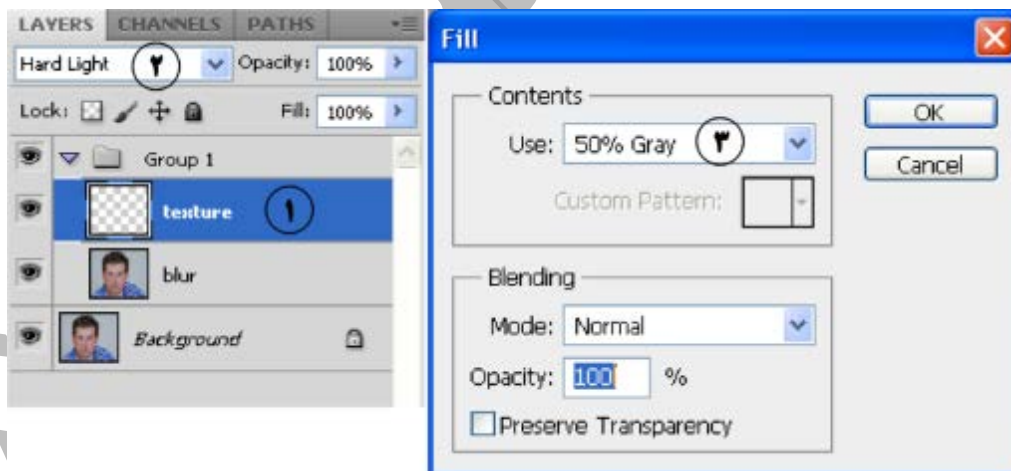 LAYERS CHANNELS PATHS
Hard Light ۲ Opacity: 100%
Lock: Fill: 100%
Group 1
texture ۱
blur
Background
Fill
Contents
Use: 50% Gray ۳
Custom Pattern:
OK
Cancel
Blending
Mode: Normal
Opacity: 100 %
Preserve Transparency